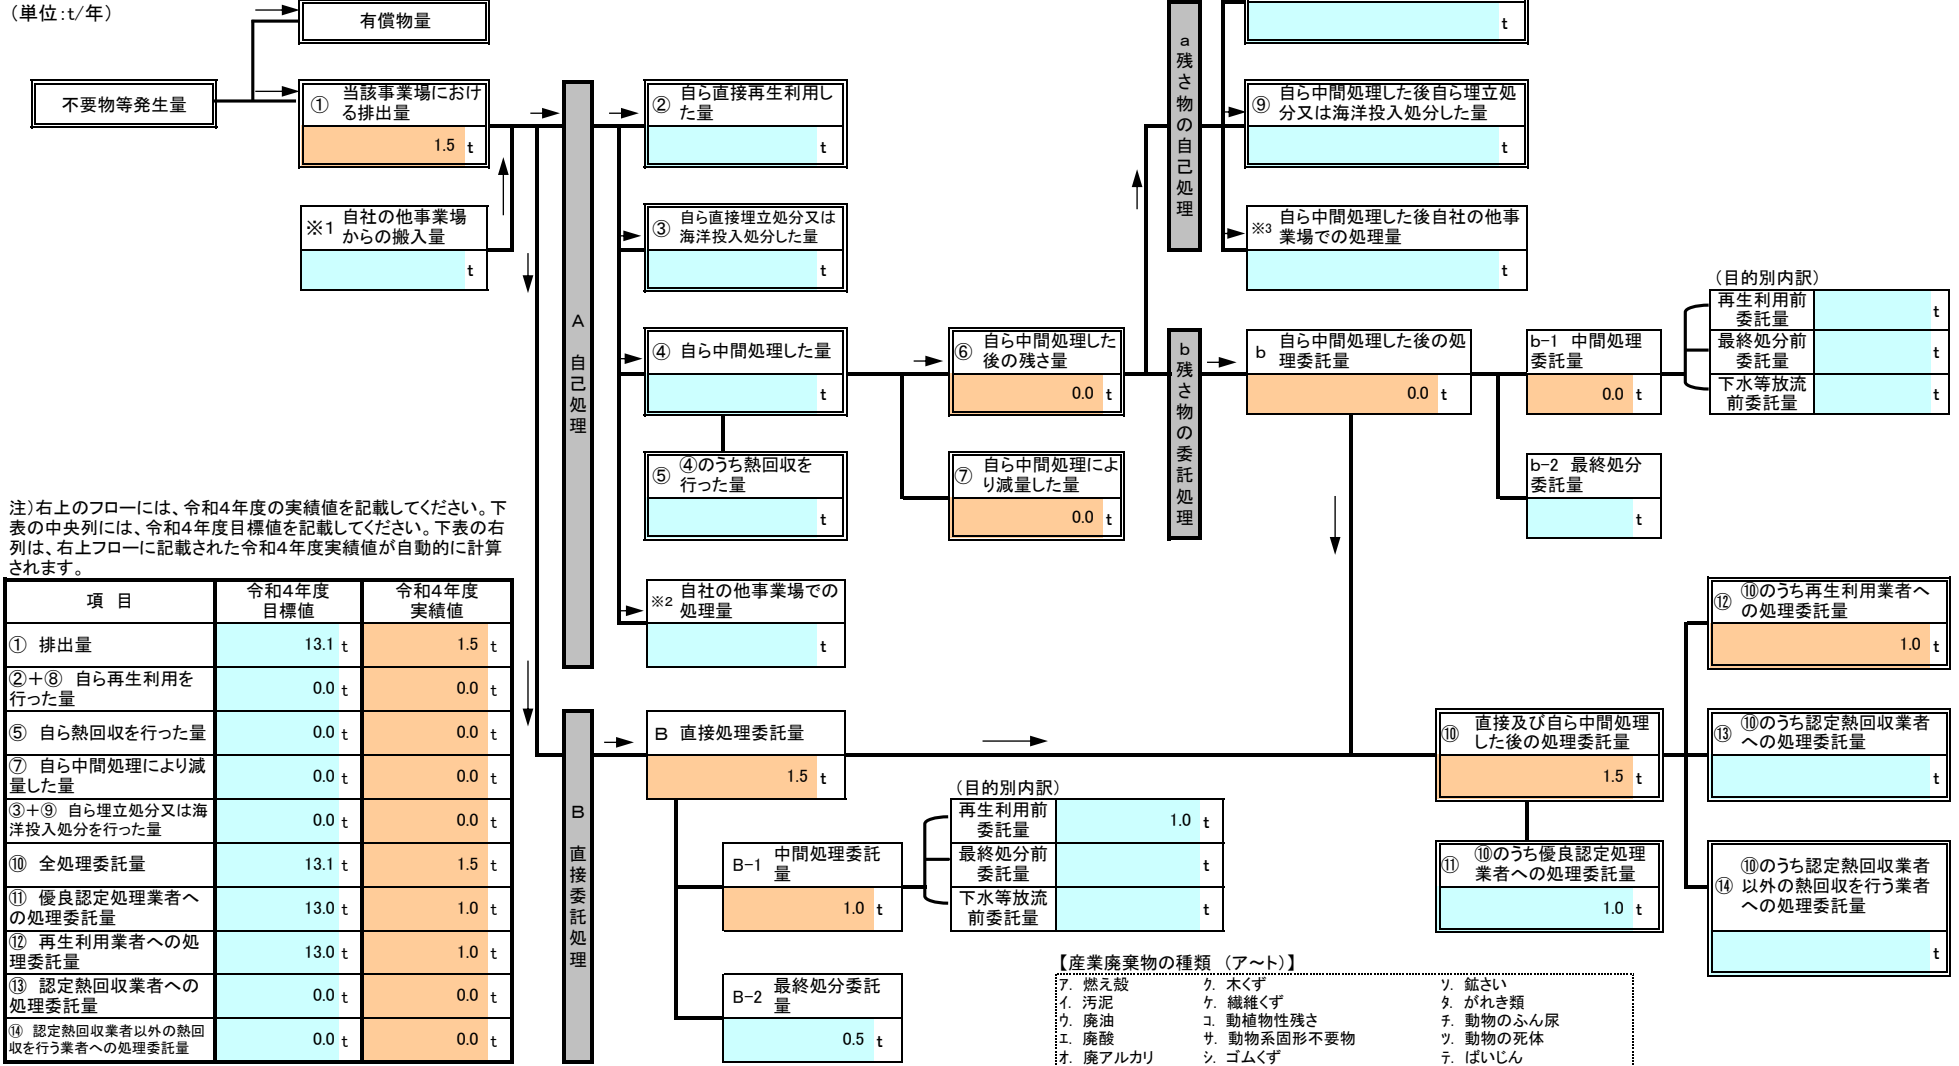 （単位：t/年）
有償物量
不要物等発生量
① 当該事業場におけ
る排出量
1.5 t
※1 自社の他事業場
からの搬入量
t
A 自己処理
② 自ら直接再生利用し
た量
t
③ 自ら直接埋立処分又は
海洋投入処分した量
t
④ 自ら中間処理した量
t
⑤ ④のうち熱回収を
行った量
t
※2 自社の他事業場での
処理量
t
⑥ 自ら中間処理した
後の残さ量
0.0 t
⑦ 自ら中間処理によ
り減量した量
0.0 t
a 残さ物の自己処理
t
⑨ 自ら中間処理した後自ら埋立処
分又は海洋投入処分した量
t
※3 自ら中間処理した後自社の他事
業場での処理量
t
b 残さ物の委託処理
b 自ら中間処理した後の処
理委託量
0.0 t
b-1 中間処理
委託量
0.0 t
b-2 最終処分
委託量
t
（目的別内訳）
再生利用前
委託量
t
最終処分前
委託量
t
下水等放流
前委託量
t
注）右上のフローには、令和４年度の実績値を記載してください。下
表の中央列には、令和４年度目標値を記載してください。下表の右
列は、右上フローに記載された令和４年度実績値が自動的に計算
されます。
項 目 令和４年度
目標値 令和４年度
実績値
① 排出量 13.1 t 1.5 t
②＋⑧ 自ら再生利用を
行った量 0.0 t 0.0 t
⑤ 自ら熱回収を行った量 0.0 t 0.0 t
⑦ 自ら中間処理により減
量した量 0.0 t 0.0 t
③＋⑨ 自ら埋立処分又は海
洋投入処分を行った量 0.0 t 0.0 t
⑩ 全処理委託量 13.1 t 1.5 t
⑪ 優良認定処理業者へ
の処理委託量 13.0 t 1.0 t
⑫ 再生利用業者への処
理委託量 13.0 t 1.0 t
⑬ 認定熱回収業者への
処理委託量 0.0 t 0.0 t
⑭ 認定熱回収業者以外の熱回
収を行う業者への処理委託量 0.0 t 0.0 t
B 直接委託処理
B 直接処理委託量
1.5 t
B-1 中間処理委託
量
1.0 t
B-2 最終処分委託
量
0.5 t
（目的別内訳）
再生利用前
委託量
1.0 t
最終処分前
委託量
t
下水等放流
前委託量
t
⑩ 直接及び自ら中間処理
した後の処理委託量
1.5 t
⑪ ⑩のうち優良認定処理
業者への処理委託量
1.0 t
⑫ ⑩のうち再生利用業者へ
の処理委託量
1.0 t
⑬ ⑩のうち認定熱回収業者
への処理委託量
t
⑭ ⑩のうち認定熱回収業者
以外の熱回収を行う業者
への処理委託量
t
【産業廃棄物の種類 （ア～ト）】
ア. 燃え殻 ク. 木くず ソ. 鉱さい
イ. 汚泥 ケ. 繊維くず タ. がれき類
ウ. 廃油 コ. 動植物性残さ チ. 動物のふん尿
エ. 廃酸 サ. 動物系固形不要物 ツ. 動物の死体
オ. 廃アルカリ シ. ゴムくず テ. ばいじん